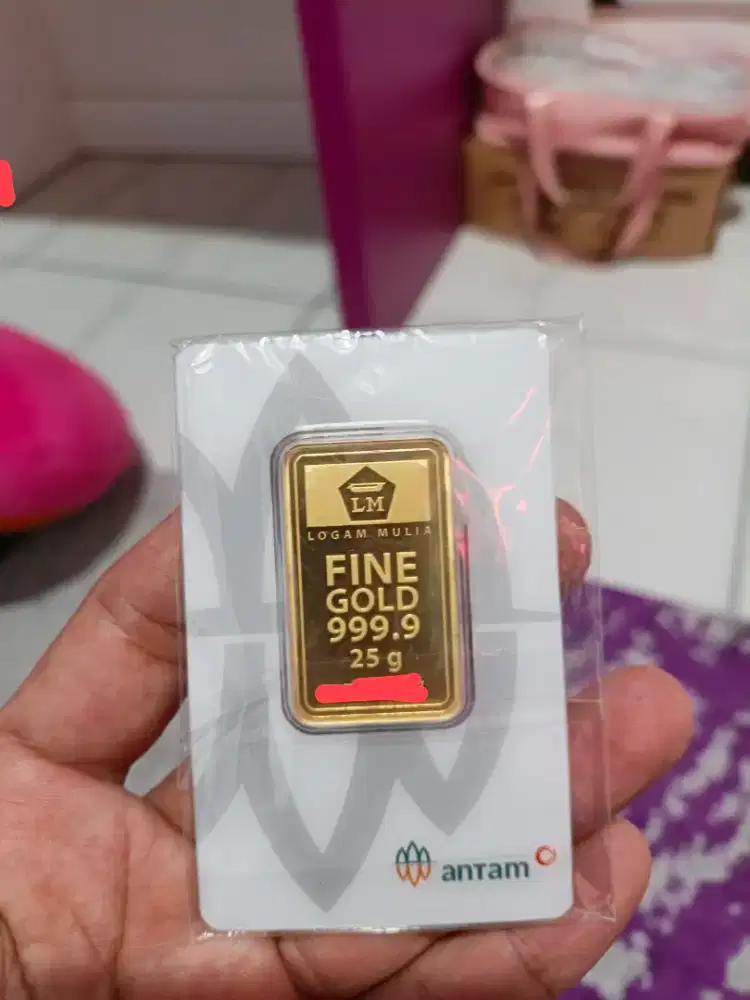 LM
LOGAM MULIA
FINE
GOLD
999.9
25 g
antam